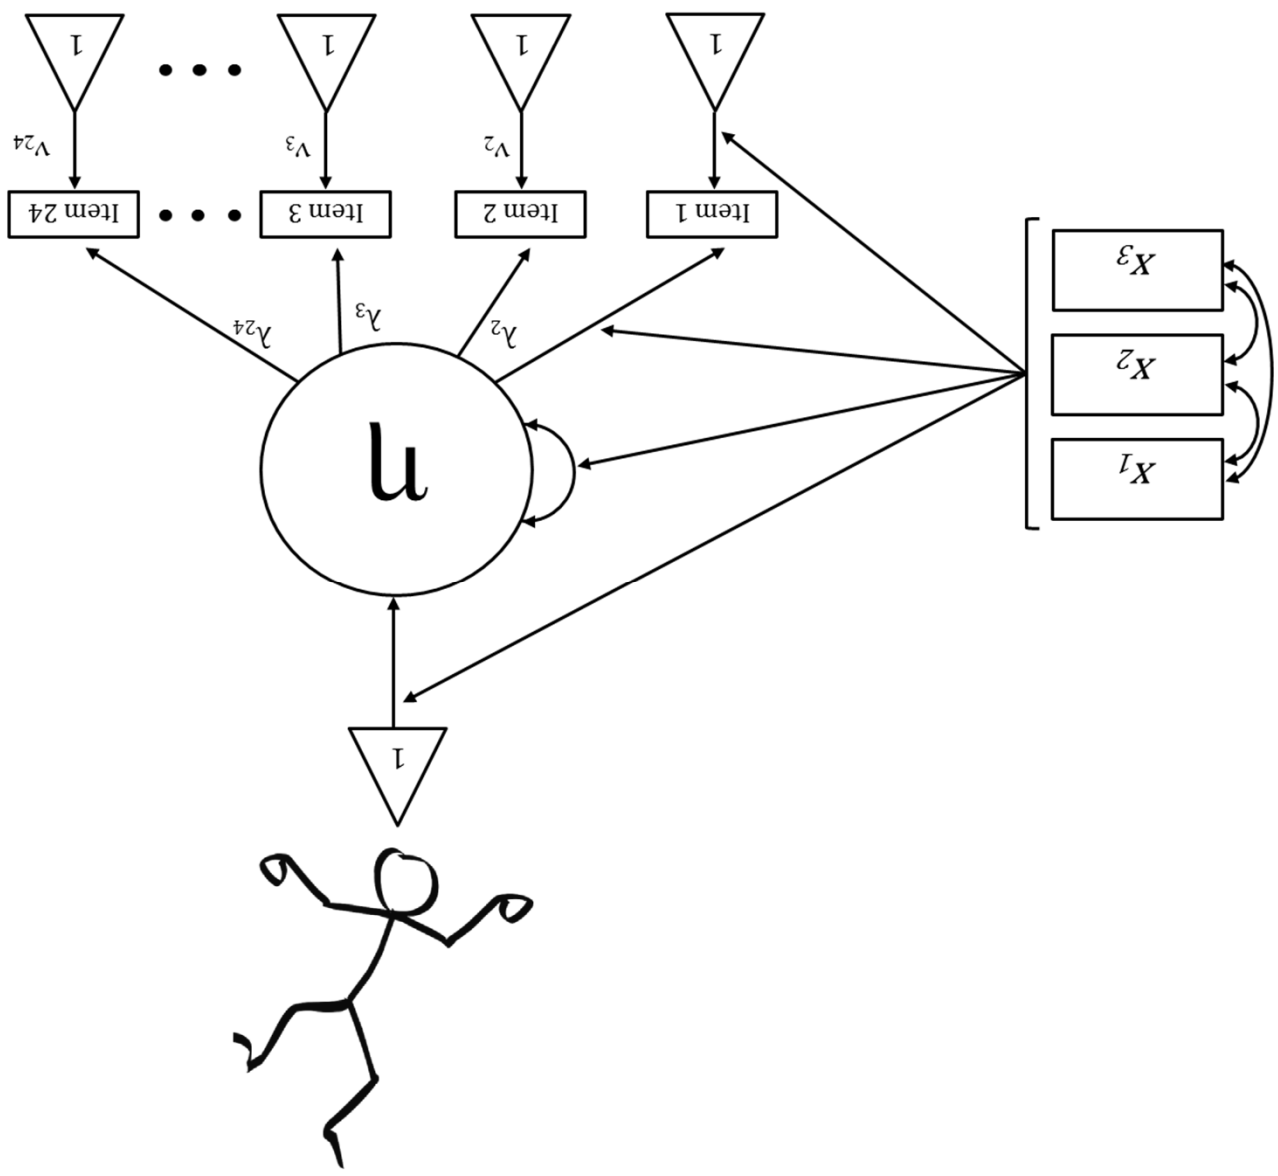 1
η
X₁
X₂
X₃
λ₂
λ₃
λ₂₄
Item 1
Item 2
Item 3
• • •
Item 24
v₂
v₃
v₂₄
1
1
1
• • •
1